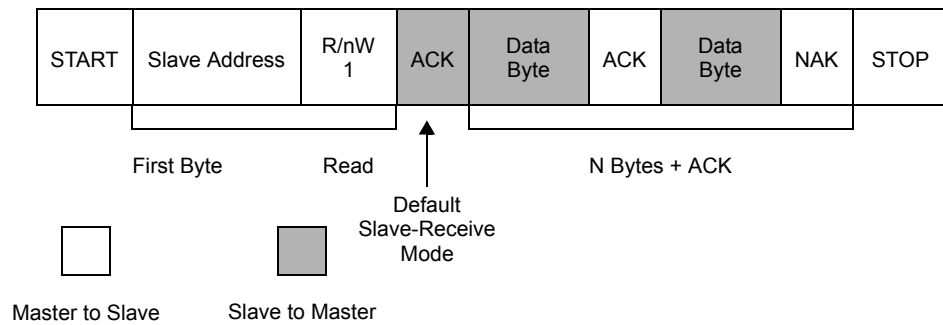 START Slave Address R/nW 1 ACK Data Byte ACK Data Byte NAK STOP
First Byte Read N Bytes + ACK
Default
Slave-Receive
Mode
Master to Slave Slave to Master